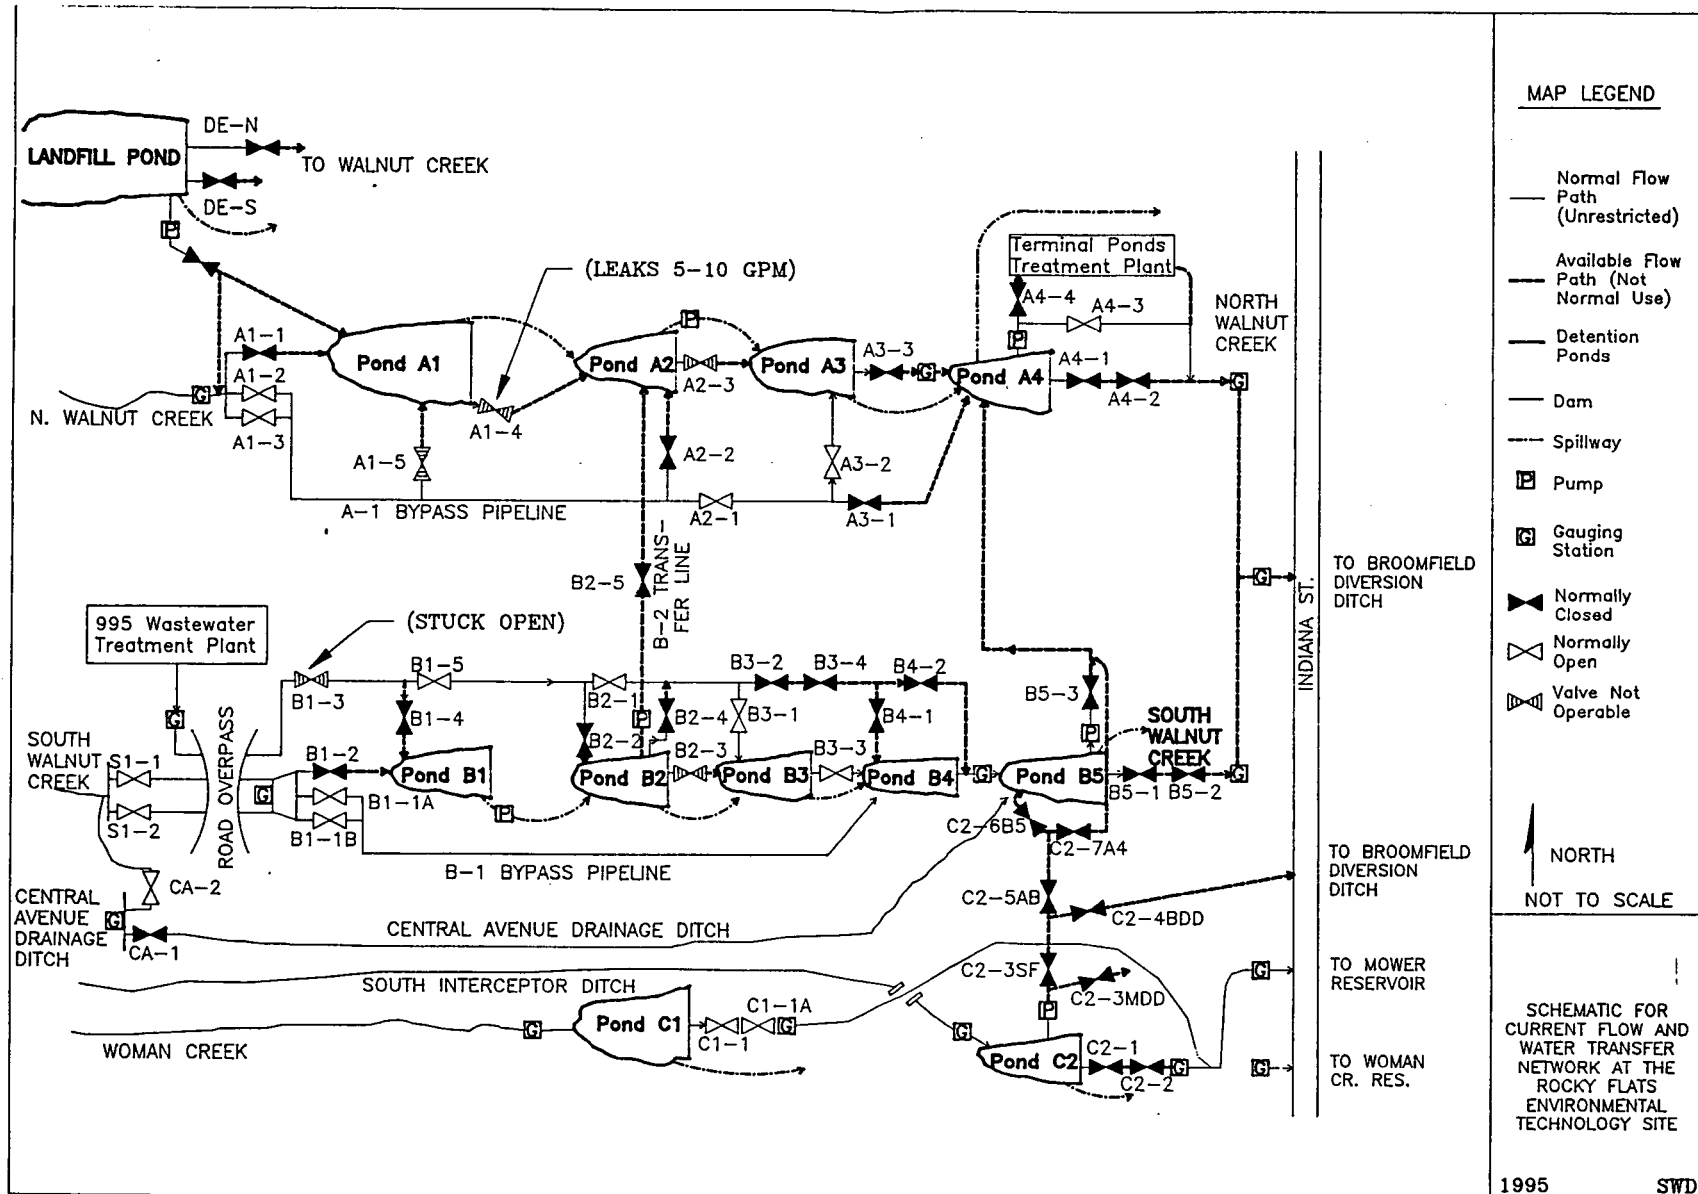 DE-N
LANDFILL POND
TO WALNUT CREEK
DE-S
P
(LEAKS 5-10 GPM)
Terminal Ponds
Treatment Plant
A4-4
A4-3
NORTH
WALNUT
CREEK
P
P
A1-1
Pond A1
Pond A2
A2-3
Pond A3
A3-3
G
Pond A4
A4-1
A4-2
G
A1-2
G
N. WALNUT CREEK
A1-3
A1-4
A1-5
A2-2
A3-2
A-1 BYPASS PIPELINE
A2-1
A3-1
B2-5
B-2 TRANS-
FER LINE
G
TO BROOMFIELD
DIVERSION
DITCH
INDIANA ST.
995 Wastewater
Treatment Plant
(STUCK OPEN)
B1-3
B1-5
B1-4
B2-1
B2-2
P
B2-4
B3-2
B3-4
B3-1
B4-2
B4-1
B5-3
P
G
SOUTH
WALNUT
CREEK
S1-1
S1-2
ROAD OVERPASS
G
B1-2
B1-1A
B1-1B
Pond B1
P
Pond B2
B2-3
Pond B3
B3-3
Pond B4
G
Pond B5
SOUTH
WALNUT
CREEK
B5-1
B5-2
G
C2-6B5
C2-7A4
B-1 BYPASS PIPELINE
CA-2
CENTRAL
AVENUE
DRAINAGE
DITCH
G
CA-1
CENTRAL AVENUE DRAINAGE DITCH
C2-5AB
C2-4BDD
TO BROOMFIELD
DIVERSION
DITCH
SOUTH INTERCEPTOR DITCH
C2-3SF
C2-3MDD
P
G
TO MOWER
RESERVOIR
WOMAN CREEK
G
Pond C1
C1-1
C1-1A
G
G
Pond C2
C2-1
C2-2
G
G
TO WOMAN
CR. RES.
MAP LEGEND
Normal Flow
Path
(Unrestricted)
Available Flow
Path (Not
Normal Use)
Detention
Ponds
Dam
Spillway
P Pump
G Gauging
Station
Normally
Closed
Normally
Open
Valve Not
Operable
NORTH
NOT TO SCALE
SCHEMATIC FOR
CURRENT FLOW AND
WATER TRANSFER
NETWORK AT THE
ROCKY FLATS
ENVIRONMENTAL
TECHNOLOGY SITE
1995 SWD